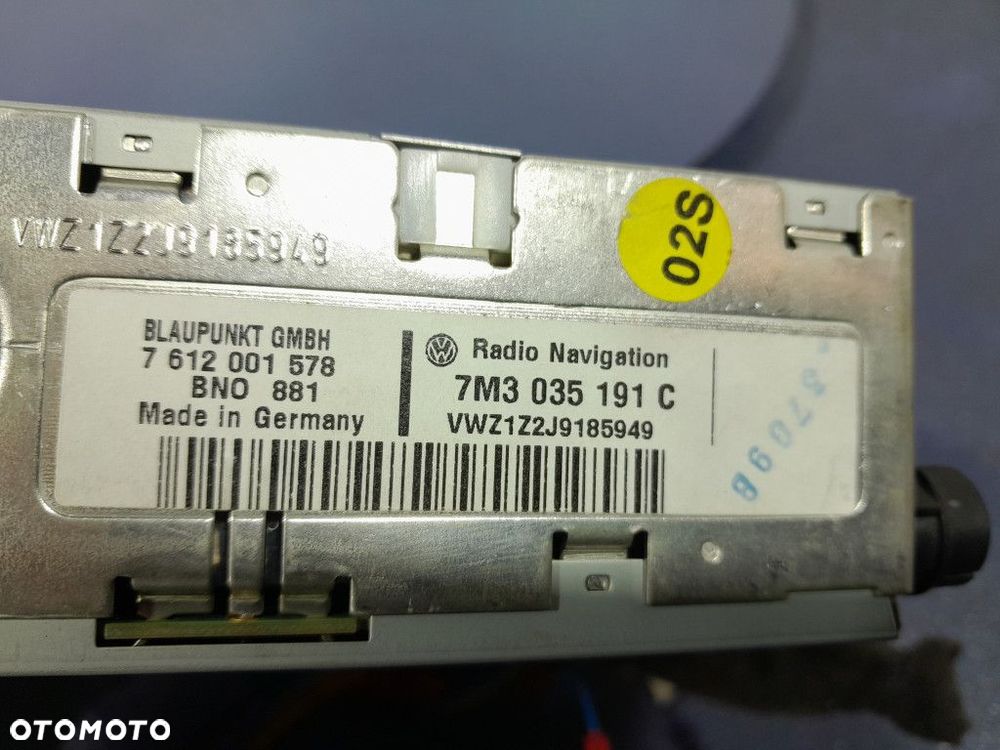 VWZ1Z2J9185949
02S
BLAUPUNKT GMBH
7 612 001 578
BNO 881
Made in Germany
Radio Navigation
7M3 035 191 C
VWZ1Z2J9185949
OTOMOTO